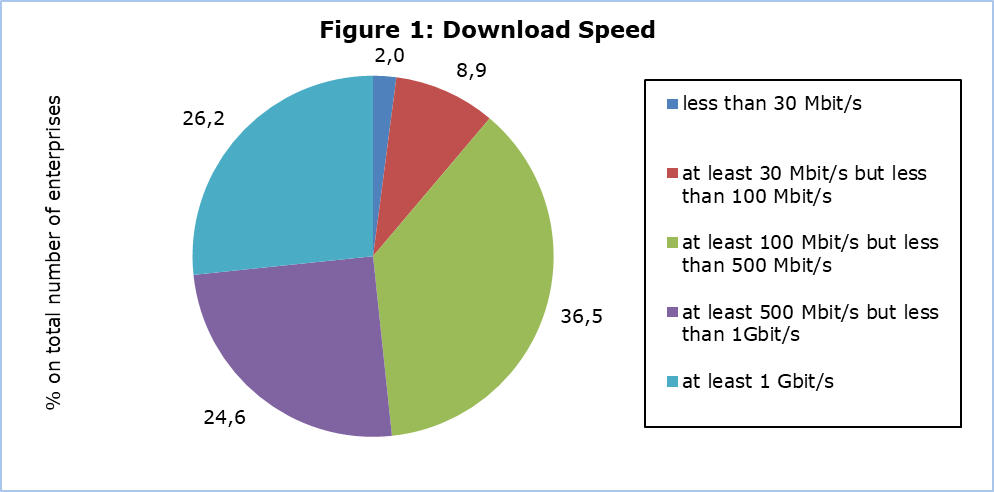 Figure 1: Download Speed
% on total number of enterprises
2,0
8,9
36,5
24,6
26,2
less than 30 Mbit/s
at least 30 Mbit/s but less
than 100 Mbit/s
at least 100 Mbit/s but less
than 500 Mbit/s
at least 500 Mbit/s but less
than 1Gbit/s
at least 1 Gbit/s